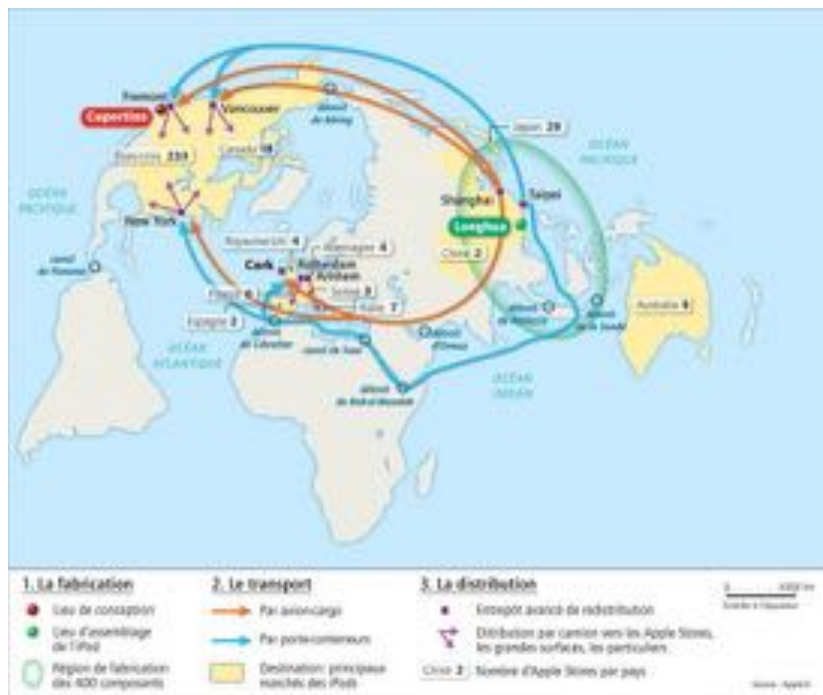 Fremont
Cupertino
Vancouver
détroit
de Béring
Japon 28
OCÉAN
PACIFIQUE
États-Unis 233
Canada 18
OCÉAN
PACIFIQUE
New York
Shanghai
Taipei
Longhua
Royaume-Uni 4
Allemagne 4
Cork
Rotterdam
Arnhem
Chine 2
canal
de Panama
Suisse 3
France 6
Italie 7
Espagne 2
détroit
de Gibraltar
canal de Suez
détroit
d'Ormuz
détroit
de Malacca
détroit
de la Sonde
Australie 6
OCÉAN
ATLANTIQUE
OCÉAN
INDIEN
détroit
de Bab-el-Mandeb
1. La fabrication
Lieu de conception
Lieu d'assemblage
de l'iPod
Région de fabrication
des 400 composants
2. Le transport
Par avion-cargo
Par porte-conteneurs
Destination: principaux
marchés des iPods
3. La distribution
Entrepôt avancé de redistribution
Distribution par camion vers les Apple Stores,
les grandes surfaces, les particuliers
Chine 2 Nombre d'Apple Stores par pays